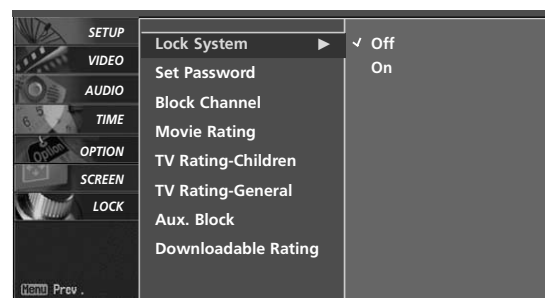 SETUP
VIDEO
AUDIO
TIME
OPTION
SCREEN
LOCK
Menu Prev.
Lock System ►
Set Password
Block Channel
Movie Rating
TV Rating-Children
TV Rating-General
Aux. Block
Downloadable Rating
✓ Off
On